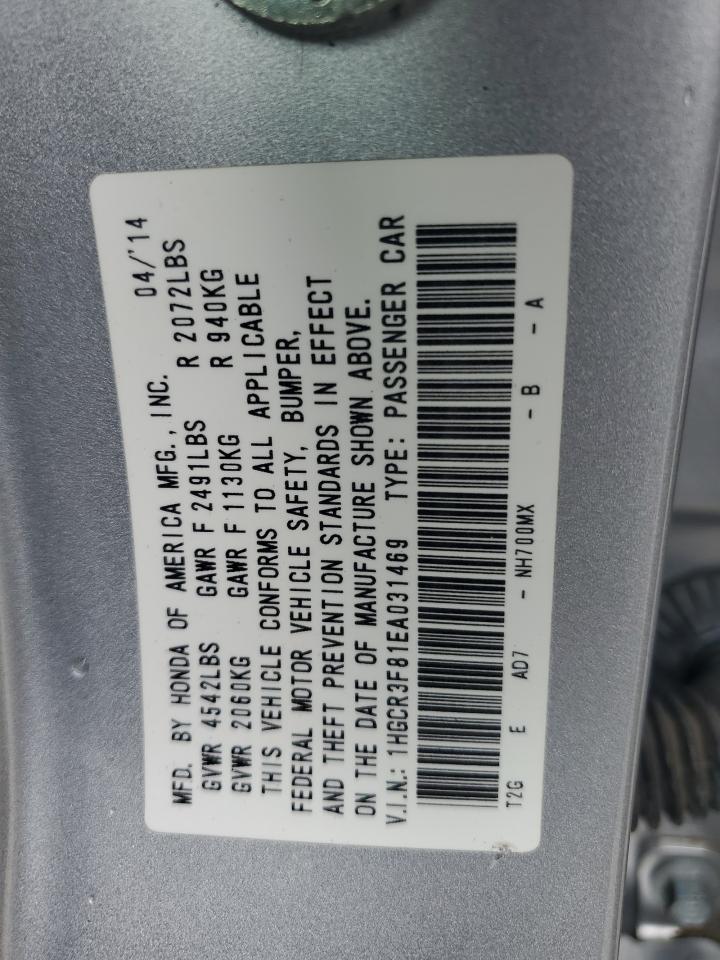 MFD. BY HONDA OF AMERICA MFG., INC. 04/'14
GVWR 4542LBS GAWR F 2491LBS R 2072LBS
GVWR 2060KG GAWR F 1130KG R 940KG
THIS VEHICLE CONFORMS TO ALL APPLICABLE
FEDERAL MOTOR VEHICLE SAFETY, BUMPER,
AND THEFT PREVENTION STANDARDS IN EFFECT
ON THE DATE OF MANUFACTURE SHOWN ABOVE.
V.I.N.: 1HGCR3F81EA031469 TYPE: PASSENGER CAR
T2G E AD7 - NH700MX - B - A